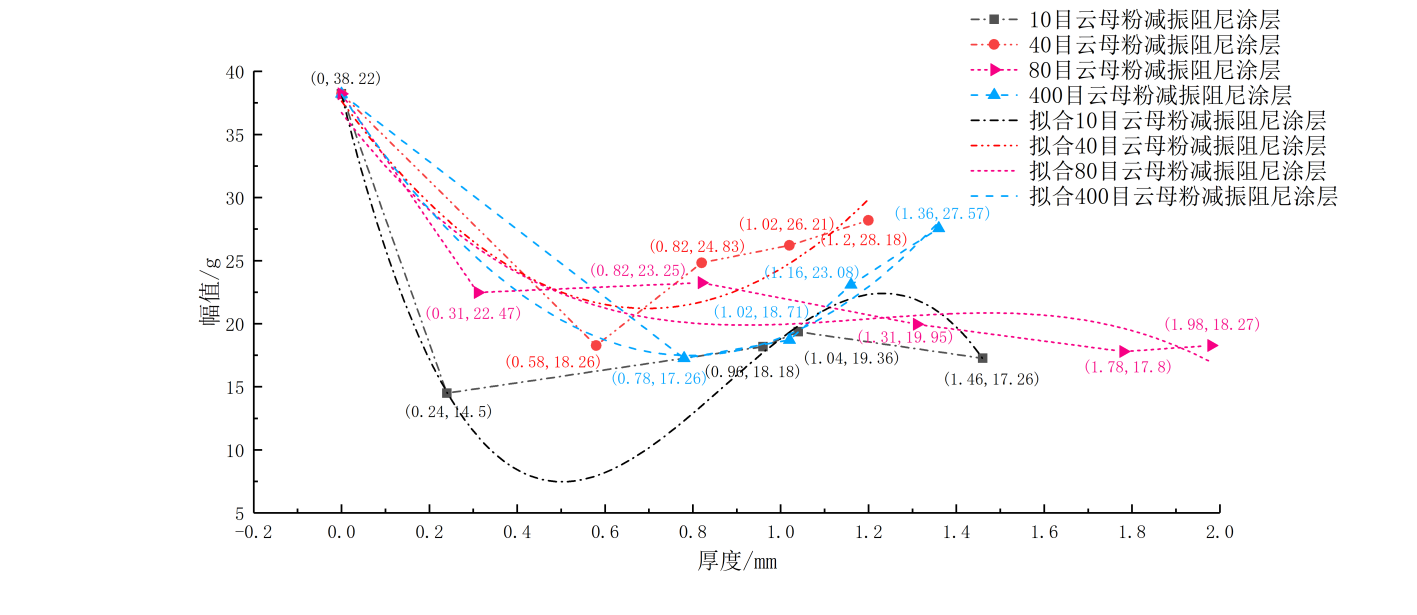 10目云母粉减振阻尼涂层
40目云母粉减振阻尼涂层
80目云母粉减振阻尼涂层
400目云母粉减振阻尼涂层
拟合10目云母粉减振阻尼涂层
拟合40目云母粉减振阻尼涂层
拟合80目云母粉减振阻尼涂层
拟合400目云母粉减振阻尼涂层
40
35
30
25
20
15
10
5
幅值/g
(0,38.22)
(1.36,27.57)
(1.02,26.21)
(1.2,28.18)
(0.82,24.83)
(0.82,23.25)
(1.16,23.08)
(0.31,22.47)
(1.02,18.71)
(1.98,18.27)
(1.31,19.95)
(0.58,18.26)
(1.04,19.36)
(0.96,18.18)
(1.78,17.8)
(0.78,17.26)
(1.46,17.26)
(0.24,14.5)
-0.2 0.0 0.2 0.4 0.6 0.8 1.0 1.2 1.4 1.6 1.8 2.0
厚度/mm